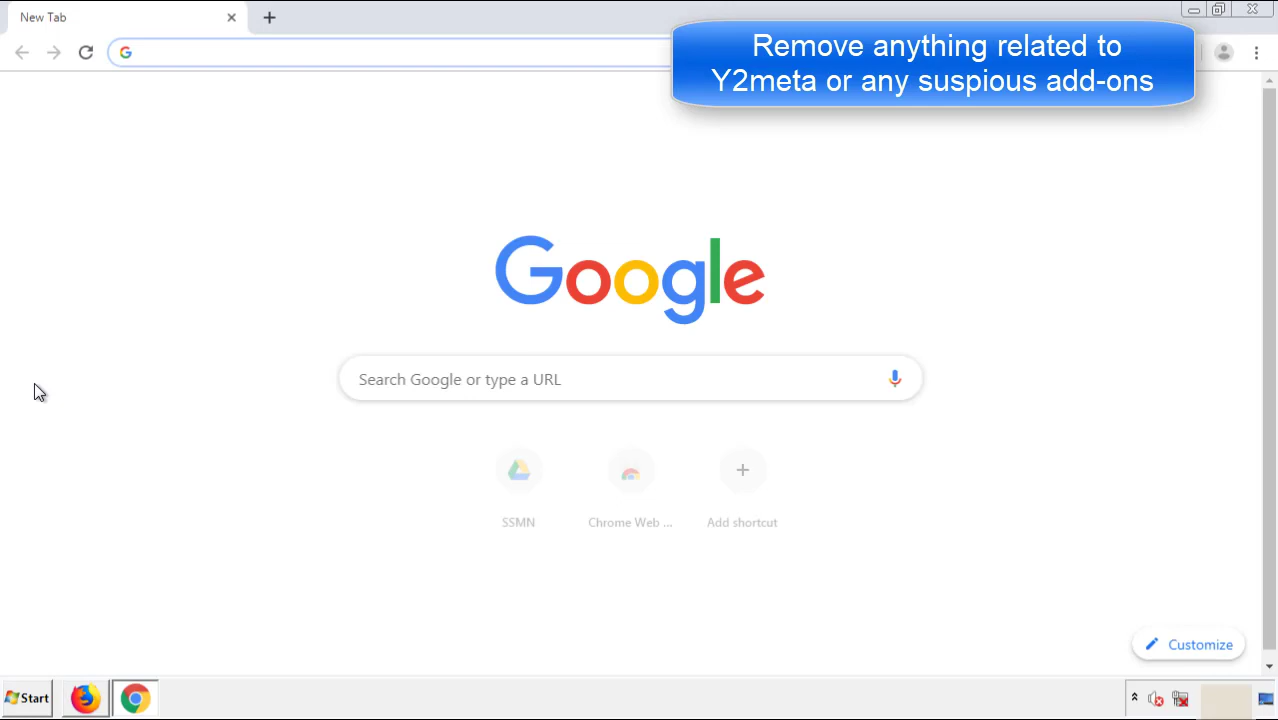 New Tab
Remove anything related to
Y2meta or any suspious add-ons
Google
Search Google or type a URL
SSMN
Chrome Web ...
Add shortcut
Customize
Start